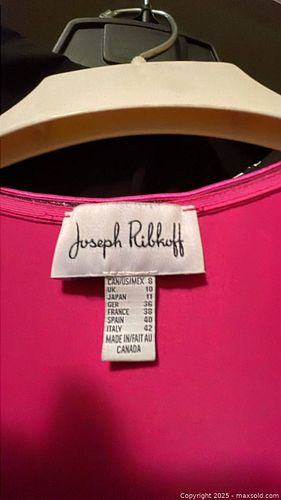 Joseph Ribkoff
CAN/US/MEX 8
UK 10
JAPAN 11
GER 36
FRANCE 38
SPAIN 40
ITALY 42
MADE IN/FAIT AU
CANADA
Copyright © 2025 - maxsold.com